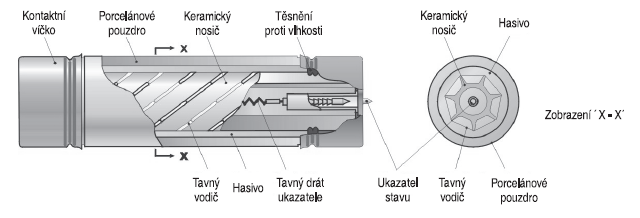 Kontaktní
víčko
Porcelánové
pouzdro
Keramický
nosič
Těsnění
proti vlhkosti
Keramický
nosič
Hasivo
X
X
Zobrazení ´ X - X´
Tavný
vodič
Hasivo
Tavný drát
ukazatele
Ukazatel
stavu
Tavný
vodič
Porcelánové
pouzdro